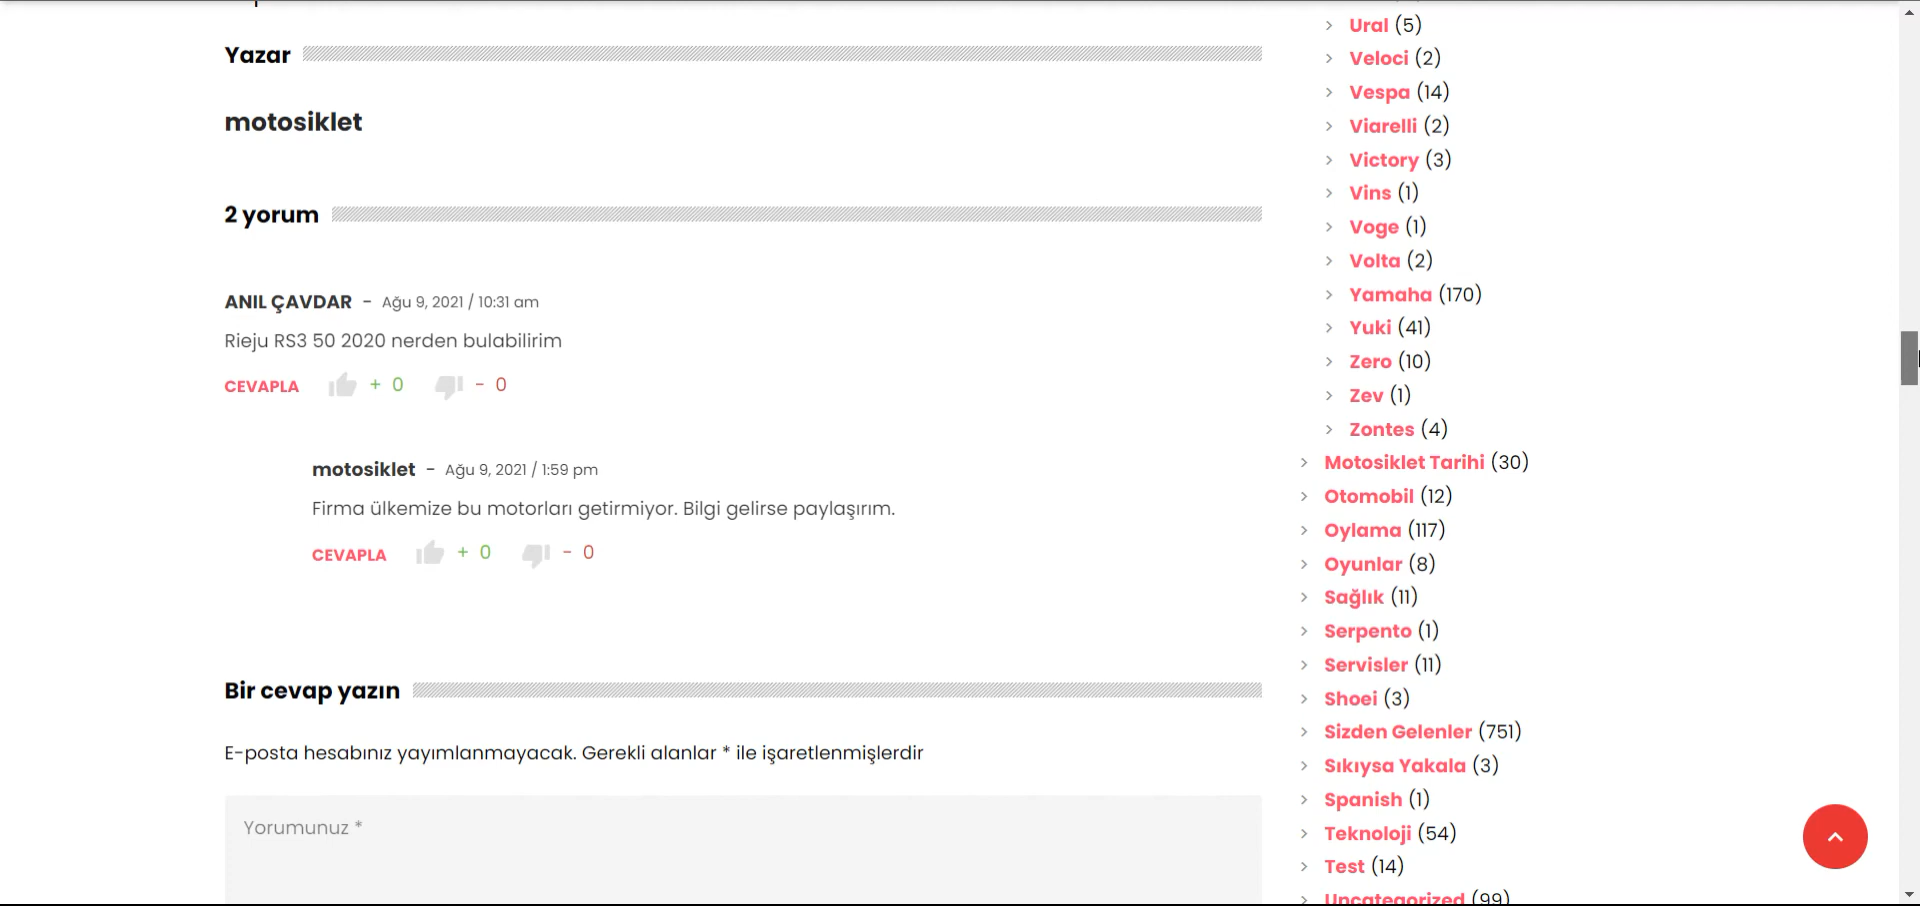 Yazar
motosiklet
2 yorum
ANIL ÇAVDAR - Ağu 9, 2021 / 10:31 am
Rieju RS3 50 2020 nerden bulabilirim
CEVAPLA + 0 - 0
motosiklet - Ağu 9, 2021 / 1:59 pm
Firma ülkemize bu motorları getirmiyor. Bilgi gelirse paylaşırım.
CEVAPLA + 0 - 0
Bir cevap yazın
E-posta hesabınız yayımlanmayacak. Gerekli alanlar * ile işaretlenmişlerdir
Yorumunuz *
Ural (5)
Veloci (2)
Vespa (14)
Viarelli (2)
Victory (3)
Vins (1)
Voge (1)
Volta (2)
Yamaha (170)
Yuki (41)
Zero (10)
Zev (1)
Zontes (4)
Motosiklet Tarihi (30)
Otomobil (12)
Oylama (117)
Oyunlar (8)
Sağlık (11)
Serpento (1)
Servisler (11)
Shoei (3)
Sizden Gelenler (751)
Sıkıysa Yakala (3)
Spanish (1)
Teknoloji (54)
Test (14)
Uncategorized (99)